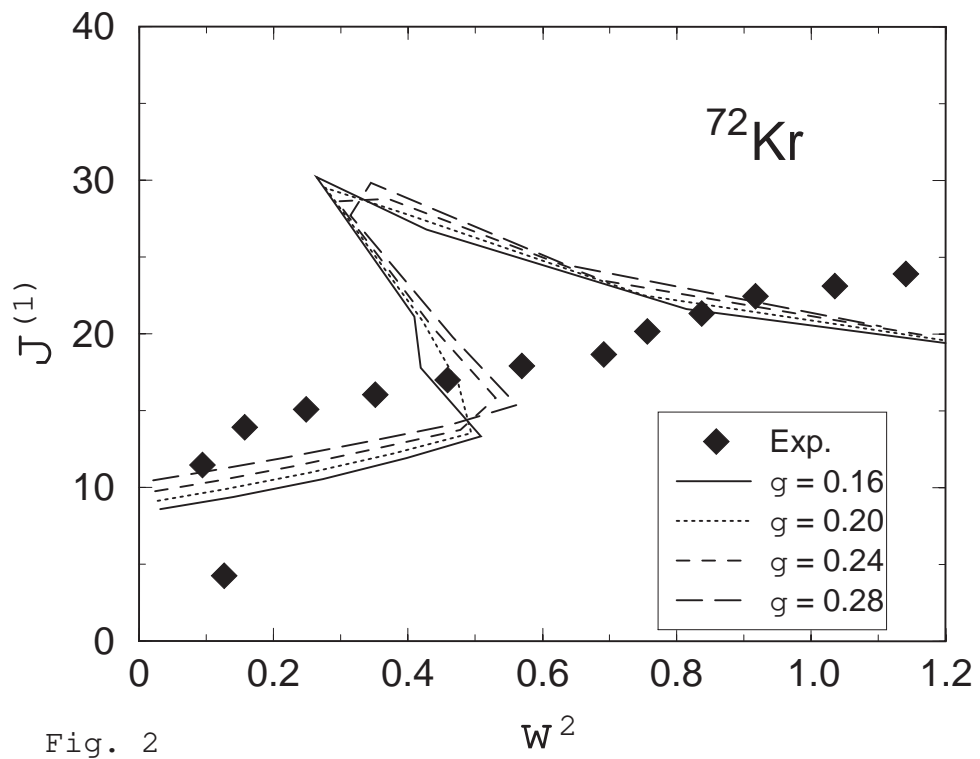 40
30
20
10
0
J(1)
72Kr
Exp.
g = 0.16
g = 0.20
g = 0.24
g = 0.28
0 0.2 0.4 0.6 0.8 1.0 1.2
w2
Fig. 2